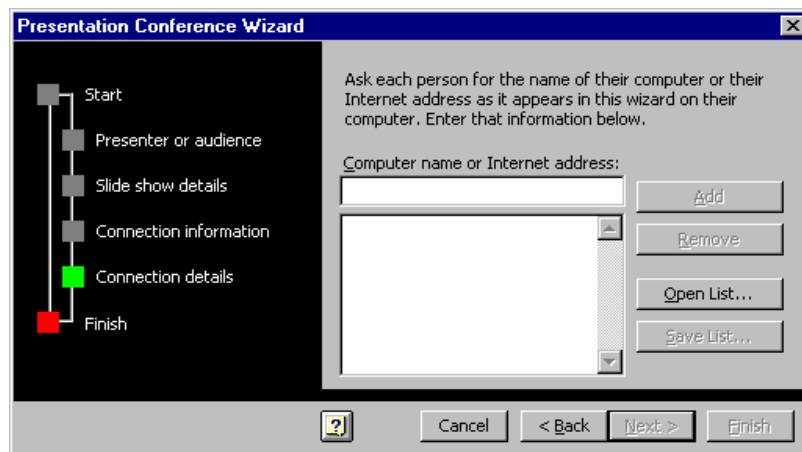 Presentation Conference Wizard
Start
Presenter or audience
Slide show details
Connection information
Connection details
Finish
Ask each person for the name of their computer or their
Internet address as it appears in this wizard on their
computer. Enter that information below.
Computer name or Internet address:
Add
Remove
Open List...
Save List...
?
Cancel
< Back
Next >
Finish